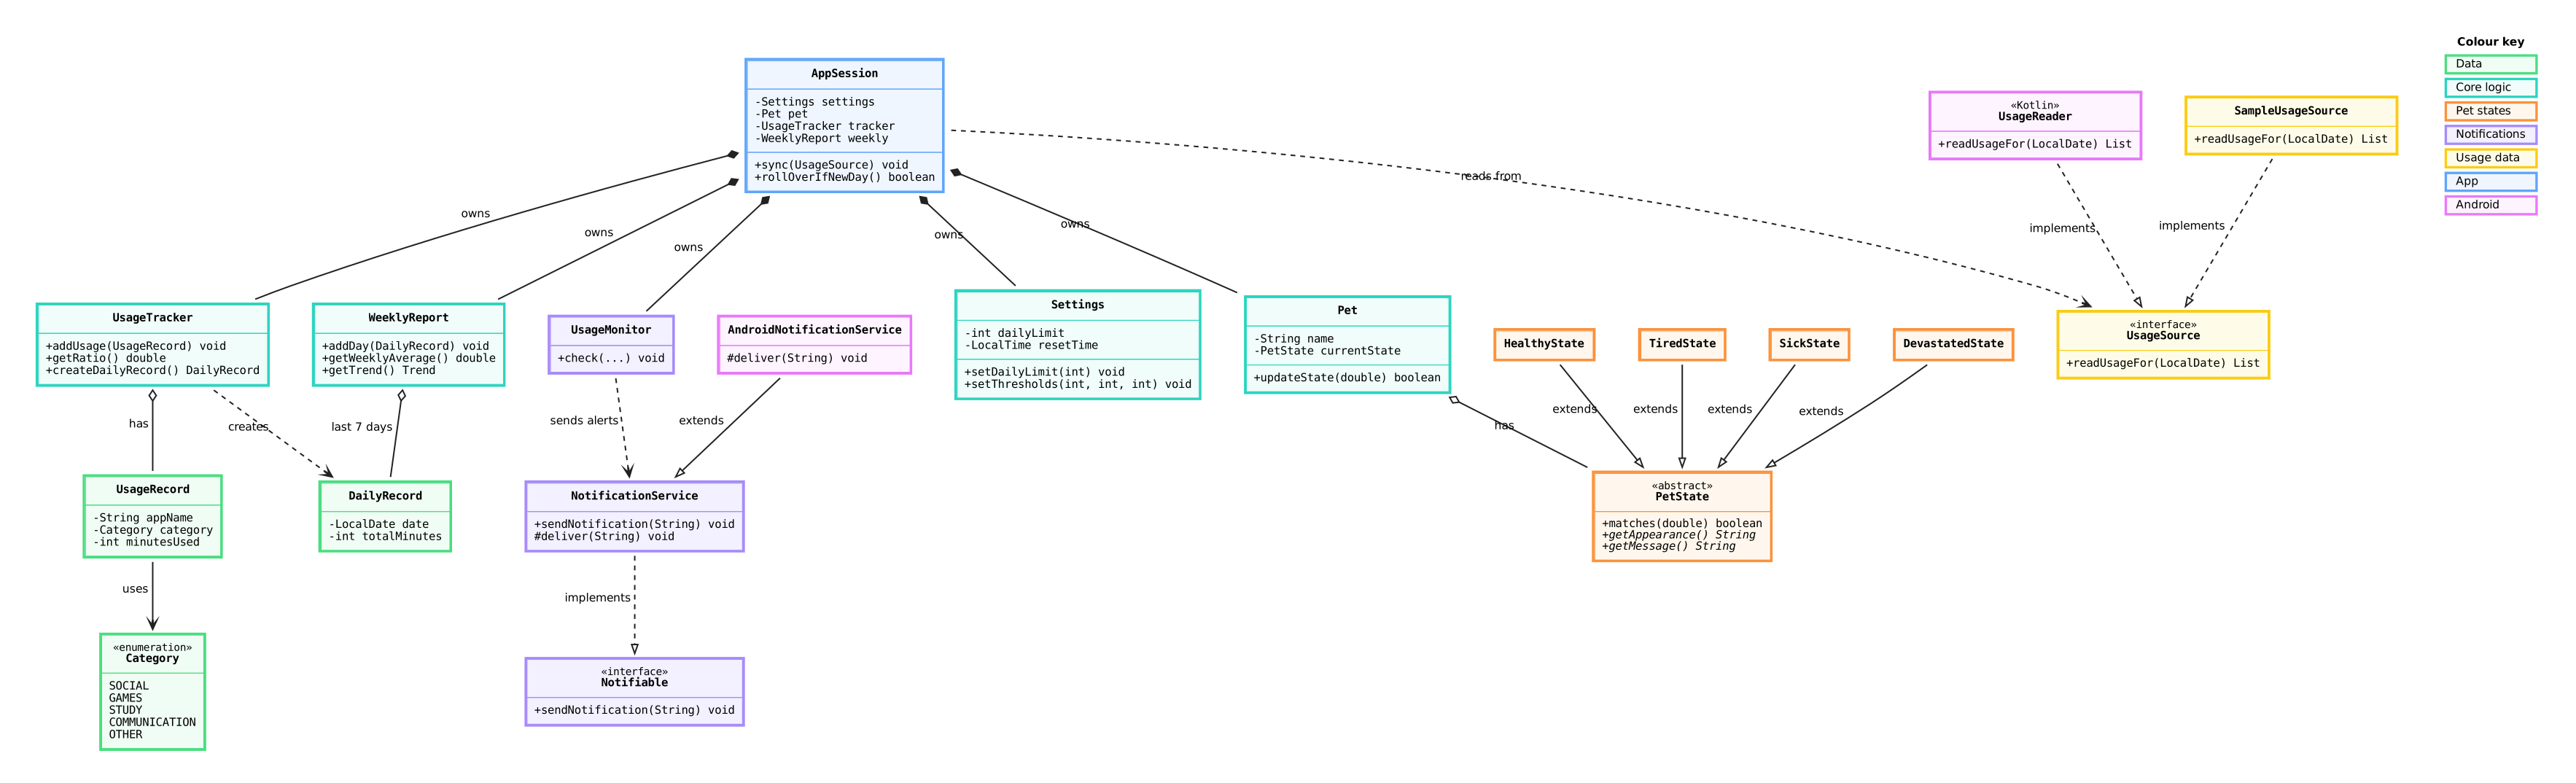 Colour key
Data
Core logic
Pet states
Notifications
Usage data
App
Android
AppSession
-Settings settings
-Pet pet
-UsageTracker tracker
-WeeklyReport weekly
+sync(UsageSource) void
+rollOverIfNewDay() boolean
«Kotlin»
UsageReader
+readUsageFor(LocalDate) List
SampleUsageSource
+readUsageFor(LocalDate) List
reads from
owns
owns
owns
owns
owns
implements
implements
UsageTracker
+addUsage(UsageRecord) void
+getRatio() double
+createDailyRecord() DailyRecord
WeeklyReport
+addDay(DailyRecord) void
+getWeeklyAverage() double
+getTrend() Trend
UsageMonitor
+check(...) void
AndroidNotificationService
#deliver(String) void
Settings
-int dailyLimit
-LocalTime resetTime
+setDailyLimit(int) void
+setThresholds(int, int, int) void
Pet
-String name
-PetState currentState
+updateState(double) boolean
HealthyState
TiredState
SickState
DevastatedState
«interface»
UsageSource
+readUsageFor(LocalDate) List
has
creates
last 7 days
sends alerts
extends
has
extends
extends
extends
extends
UsageRecord
-String appName
-Category category
-int minutesUsed
DailyRecord
-LocalDate date
-int totalMinutes
NotificationService
+sendNotification(String) void
#deliver(String) void
«abstract»
PetState
+matches(double) boolean
+getAppearance() String
+getMessage() String
uses
implements
«enumeration»
Category
SOCIAL
GAMES
STUDY
COMMUNICATION
OTHER
«interface»
Notifiable
+sendNotification(String) void